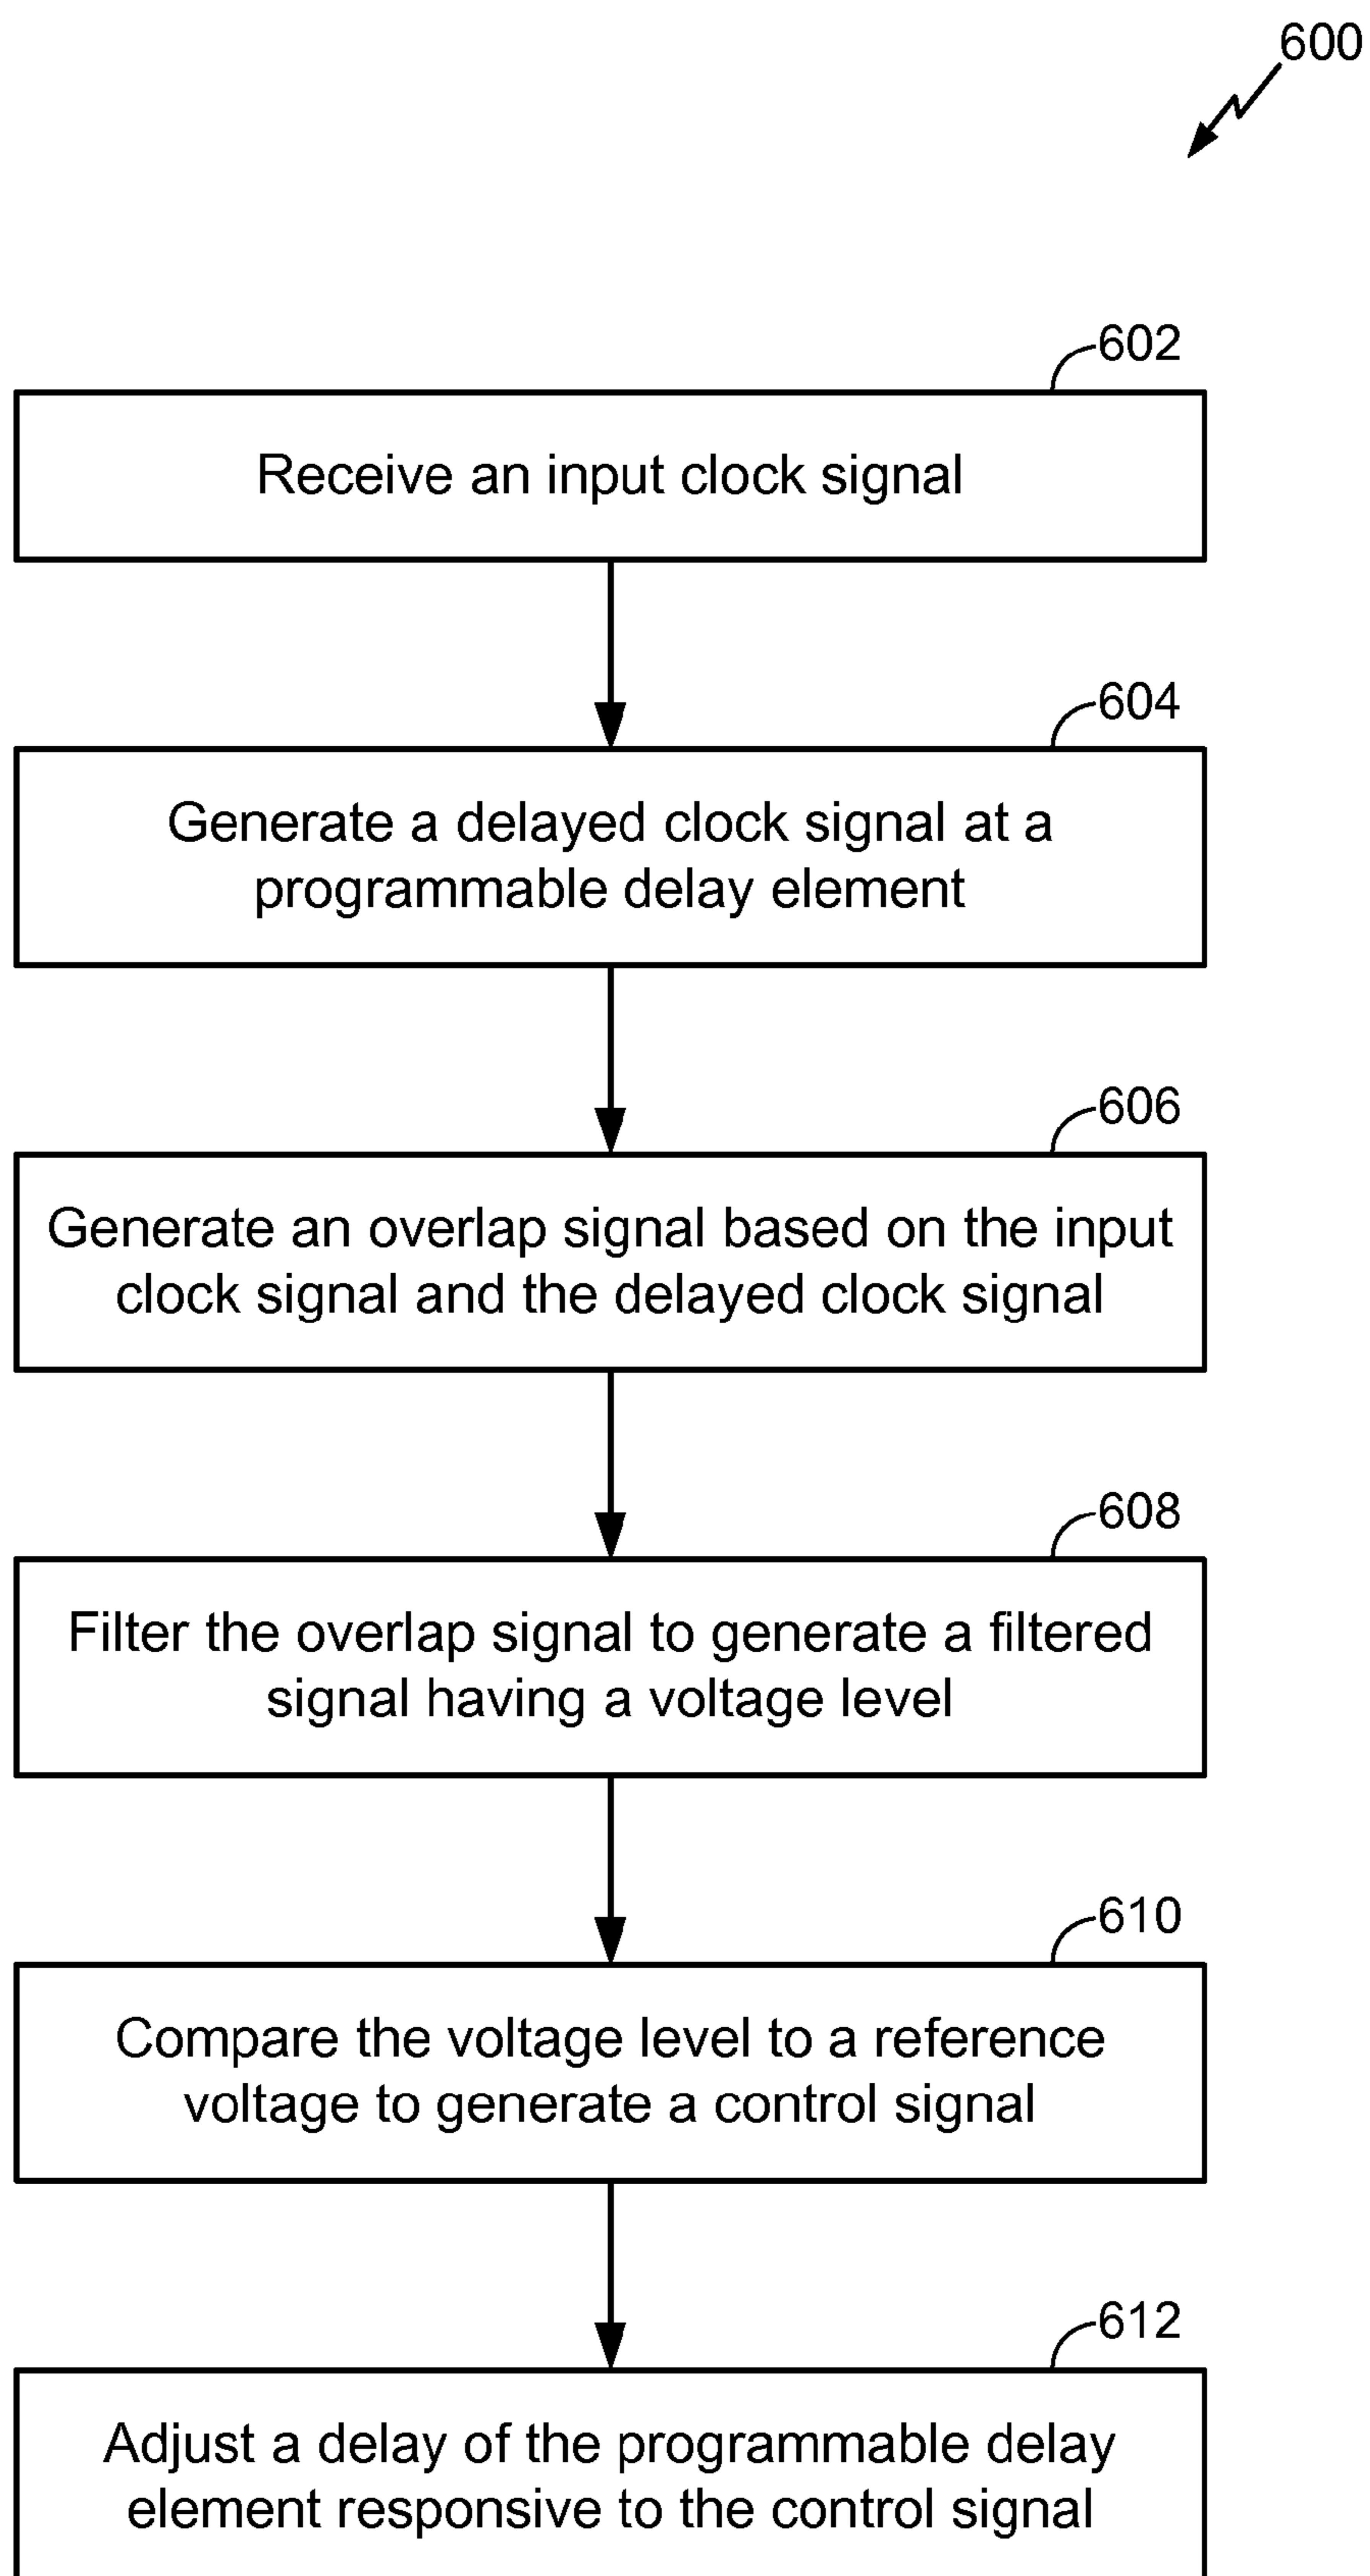 600
602
Receive an input clock signal
604
Generate a delayed clock signal at a
programmable delay element
606
Generate an overlap signal based on the input
clock signal and the delayed clock signal
608
Filter the overlap signal to generate a filtered
signal having a voltage level
610
Compare the voltage level to a reference
voltage to generate a control signal
612
Adjust a delay of the programmable delay
element responsive to the control signal